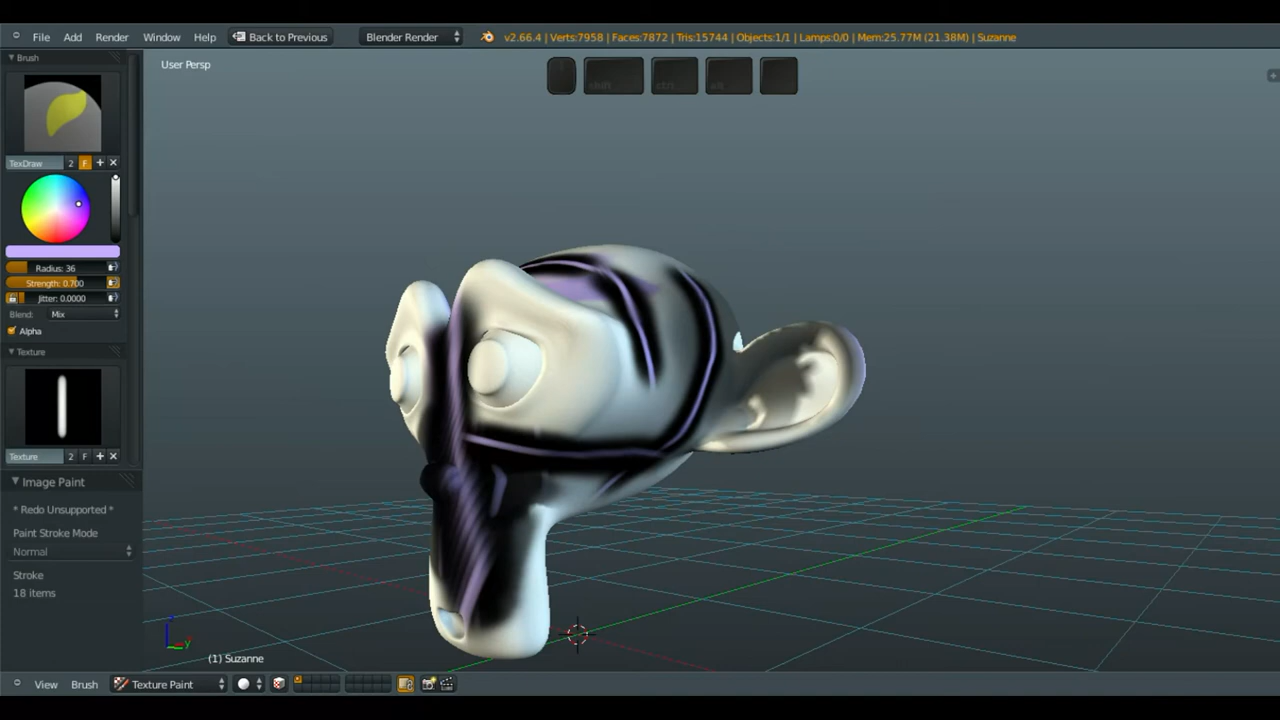 File Add Render Window Help Back to Previous Blender Render v2.66.4 | Verts:7958 | Faces:7872 | Tris:15744 | Objects:1/1 | Lamps:0/0 | Mem:25.77M (21.38M) | Suzanne
Brush
User Persp
shift ctrl alt
TexDraw 2 F
Radius: 36
Strength: 0.700
Jitter: 0.0000
Blend: Mix
Alpha
Texture
Texture 2 F
Image Paint
* Redo Unsupported *
Paint Stroke Mode
Normal
Stroke
18 items
z
y
(1) Suzanne
View Brush Texture Paint